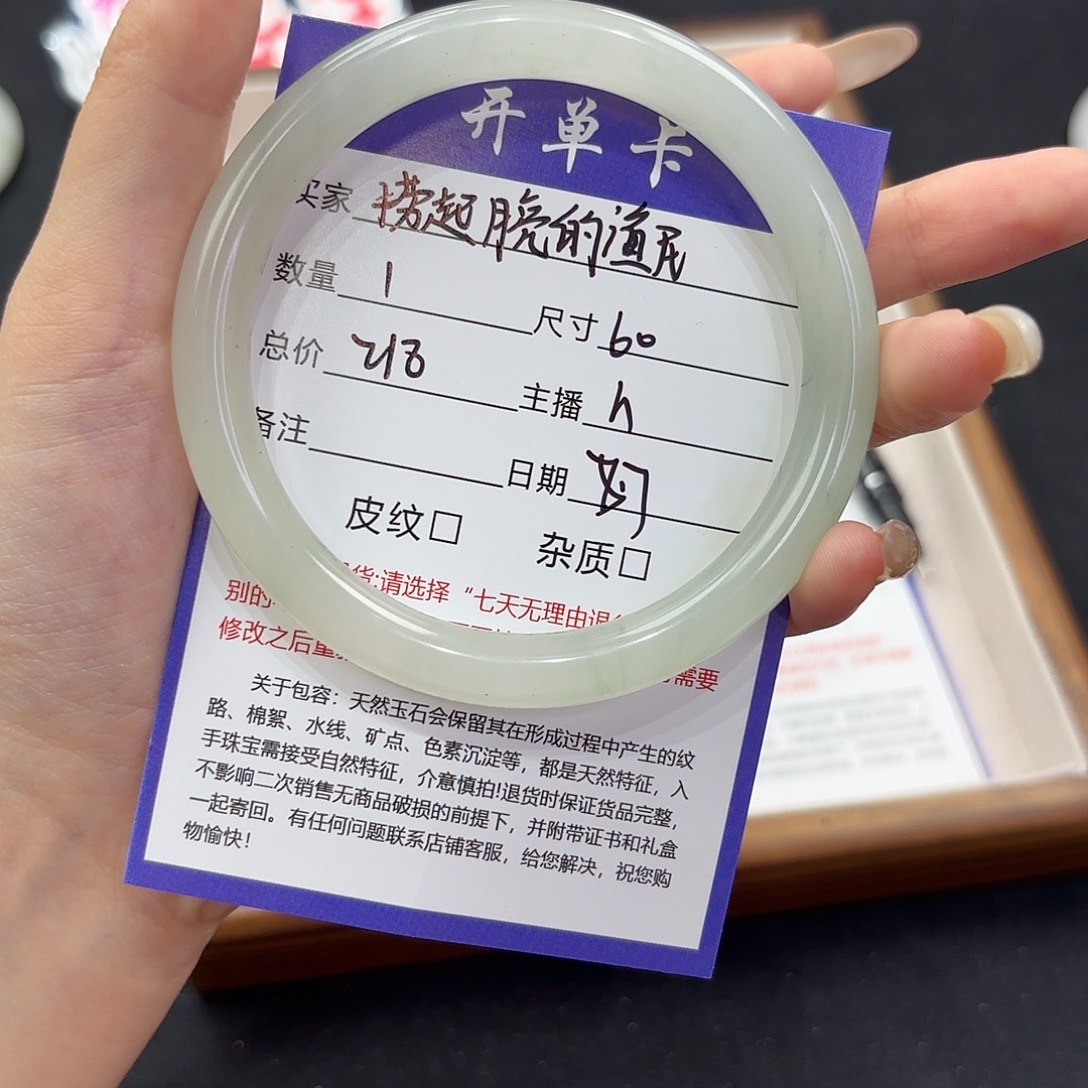 开单卡
买家 捞起月亮的渔民
数量 1 尺寸 60
总价 218 主播 h
备注 日期
皮纹□ 杂质□
货:请选择“七天无理由退
别的
修改之后重 需要
关于包容：天然玉石会保留其在形成过程中产生的纹
路、棉絮、水线、矿点、色素沉淀等，都是天然特征，入
手珠宝需接受自然特征，介意慎拍!退货时保证货品完整，
不影响二次销售无商品破损的前提下，并附带证书和礼盒
一起寄回。有任何问题联系店铺客服，给您解决，祝您购
物愉快！